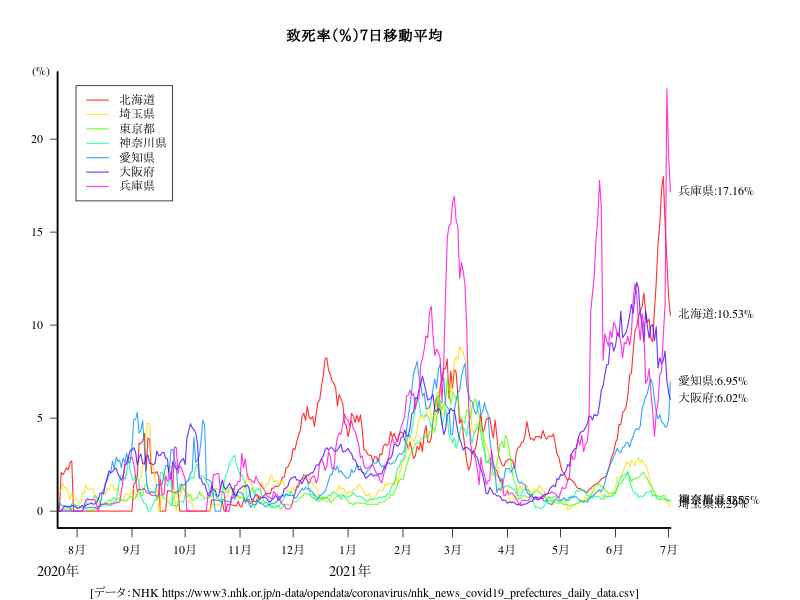 致死率(%)7日移動平均
(%)
20
15
10
5
0
北海道
埼玉県
東京都
神奈川県
愛知県
大阪府
兵庫県
兵庫県:17.16%
北海道:10.53%
愛知県:6.95%
大阪府:6.02%
埼玉県:0.29%
8月 9月 10月 11月 12月 1月 2月 3月 4月 5月 6月 7月
2020年 2021年
[データ:NHK https://www3.nhk.or.jp/n-data/opendata/coronavirus/nhk_news_covid19_prefectures_daily_data.csv]